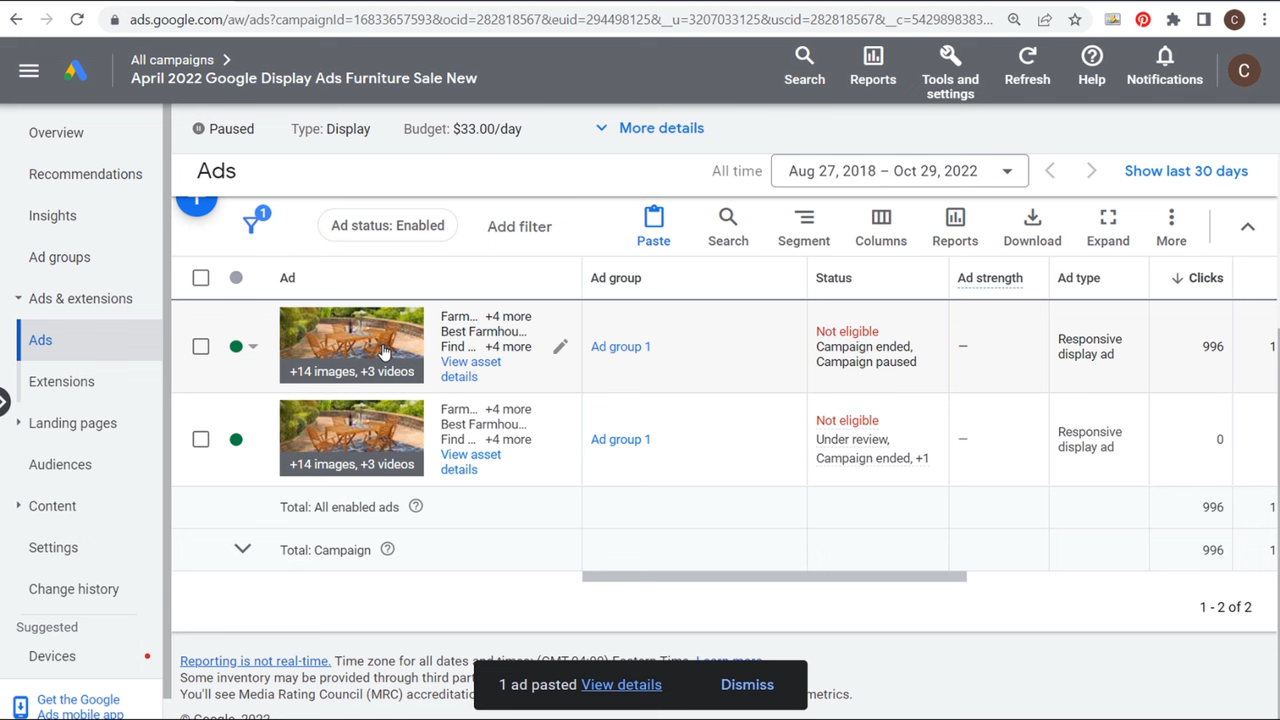 ads.google.com/aw/ads?campaignId=16833657593&ocid=282818567&euid=294498125&__u=3207033125&uscid=282818567&__c=5429898383...
C
All campaigns
April 2022 Google Display Ads Furniture Sale New
Search
Reports
Tools and settings
Refresh
Help
Notifications
C
Overview
Recommendations
Insights
Ad groups
Ads & extensions
Ads
Extensions
Landing pages
Audiences
Content
Settings
Change history
Suggested
Devices
Get the Google
Ads mobile app
Paused
Type: Display
Budget: $33.00/day
More details
Ads
All time
Aug 27, 2018 – Oct 29, 2022
Show last 30 days
1
Ad status: Enabled
Add filter
Paste
Search
Segment
Columns
Reports
Download
Expand
More
Ad
Ad group
Status
Ad strength
Ad type
Clicks
+14 images, +3 videos
Farm... +4 more
Best Farmhou...
Find ... +4 more
View asset
details
Ad group 1
Not eligible
Campaign ended,
Campaign paused
—
Responsive
display ad
996
1
+14 images, +3 videos
Farm... +4 more
Best Farmhou...
Find ... +4 more
View asset
details
Ad group 1
Not eligible
Under review,
Campaign ended, +1
—
Responsive
display ad
0
Total: All enabled ads
996
1
Total: Campaign
996
1
1 - 2 of 2
Reporting is not real-time. Time zone for all dates and times: (GMT-04:00) Eastern Time. Learn more
Some inventory may be provided through third part
You'll see Media Rating Council (MRC) accreditatio
metrics.
© Google, 2022
1 ad pasted View details
Dismiss